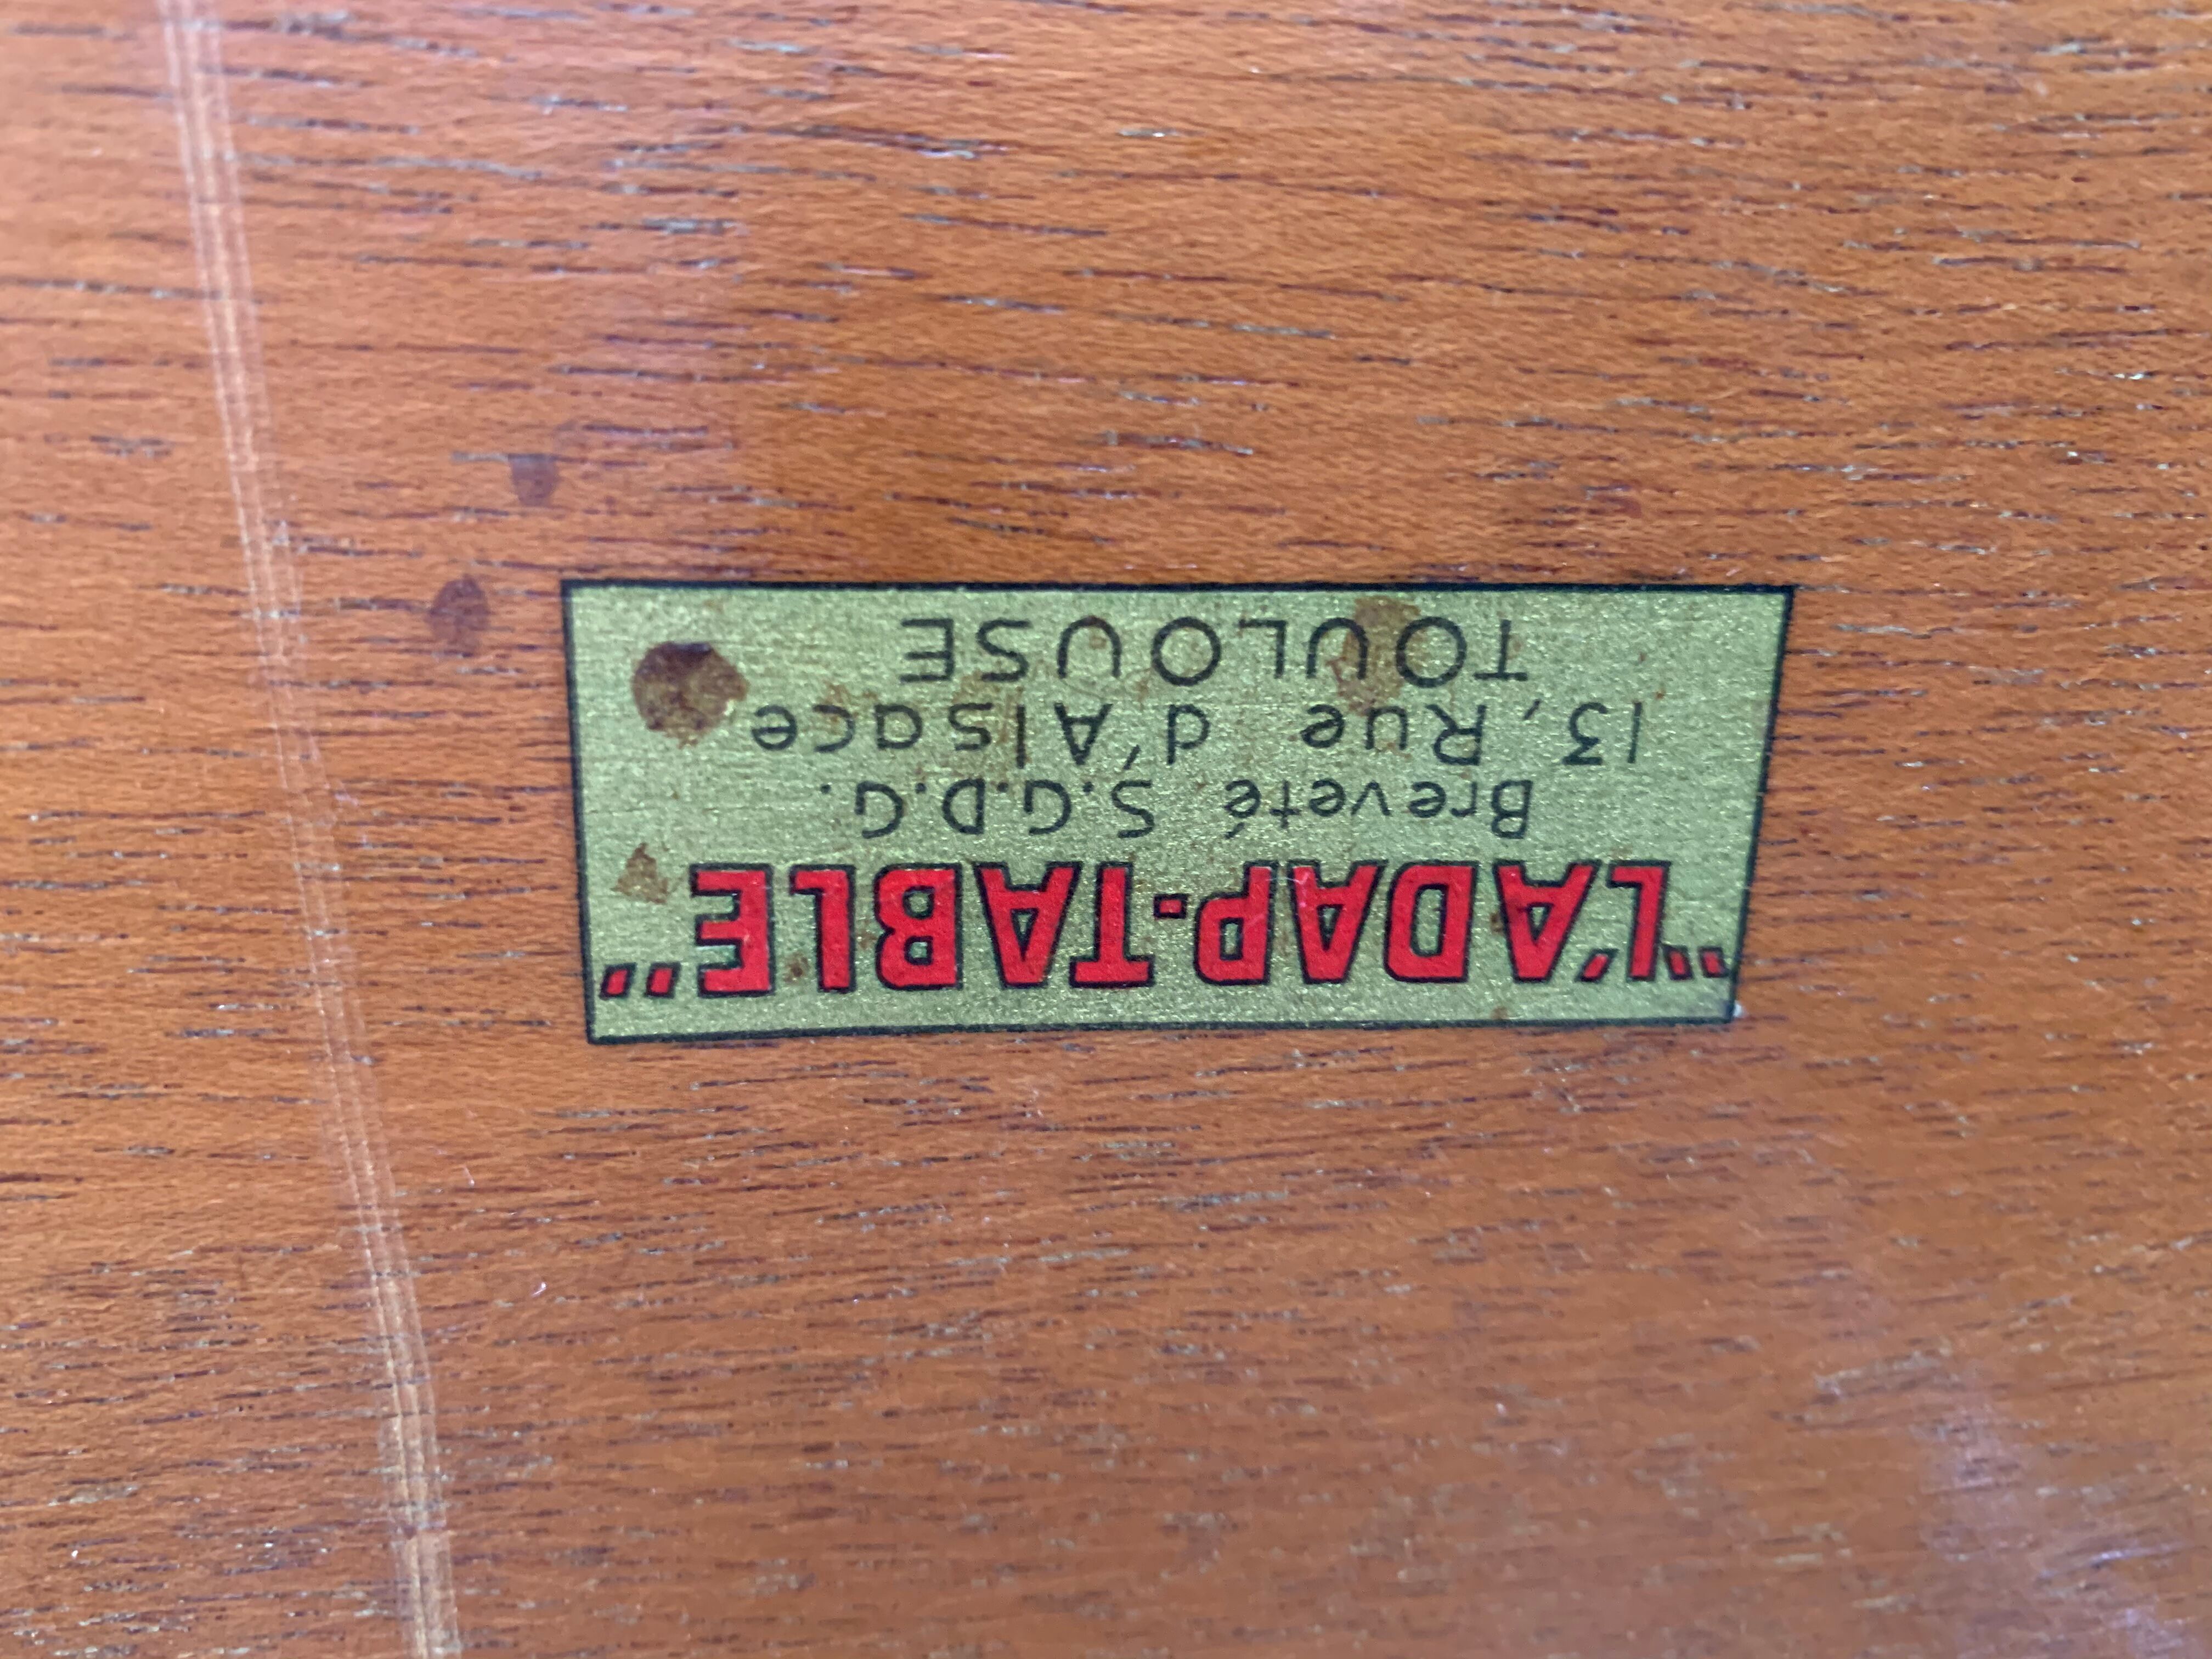 "L'ADAP-TABLE"
Breveté S.G.D.G.
13, Rue d'Alsace
TOULOUSE